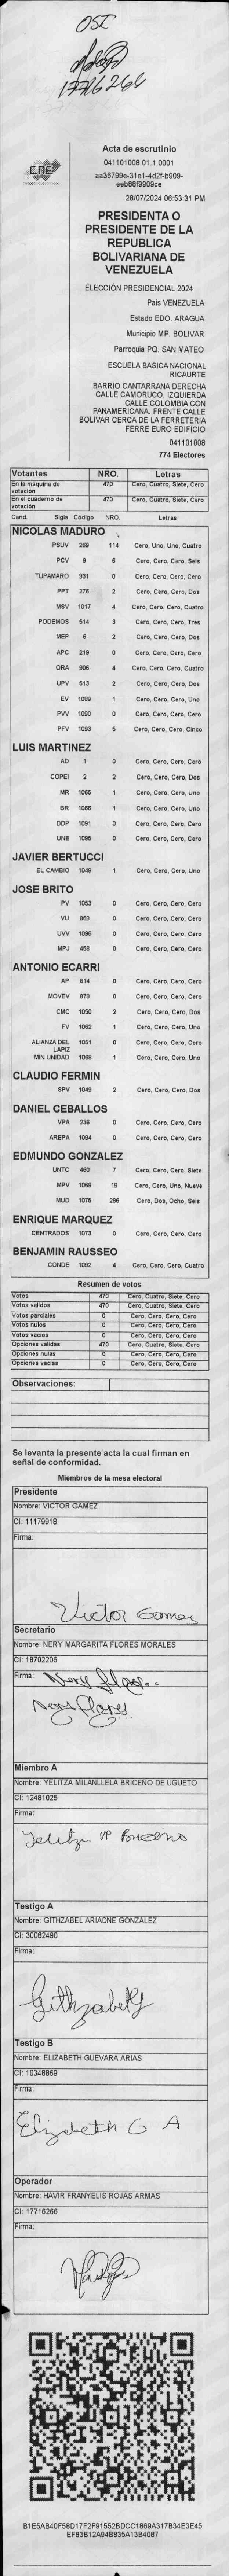 OSI
17716266
CNE
Acta de escrutinio
041101008.01.1.0001
aa36799e-31e1-4d2f-b909-
eeb98f9909ce
28/07/2024 06:53:31 PM
PRESIDENTA O
PRESIDENTE DE LA
REPUBLICA
BOLIVARIANA DE
VENEZUELA
ELECCIÓN PRESIDENCIAL 2024
Pais VENEZUELA
Estado EDO. ARAGUA
Municipio MP. BOLIVAR
Parroquia PQ. SAN MATEO
ESCUELA BASICA NACIONAL
RICAURTE
BARRIO CANTARRANA DERECHA
CALLE CAMORUCO. IZQUIERDA
CALLE COLOMBIA CON
PANAMERICANA. FRENTE CALLE
BOLIVAR CERCA DE LA FERRETERIA
FERRE EURO EDIFICIO
041101008
774 Electores
Votantes NRO. Letras
En la máquina de votación 470 Cero, Cuatro, Siete, Cero
En el cuaderno de votación 470 Cero, Cuatro, Siete, Cero
Cand. Sigla Código NRO. Letras
NICOLAS MADURO
PSUV 269 114 Cero, Uno, Uno, Cuatro
PCV 9 6 Cero, Cero, Cero, Seis
TUPAMARO 931 0 Cero, Cero, Cero, Cero
PPT 276 2 Cero, Cero, Cero, Dos
MSV 1017 4 Cero, Cero, Cero, Cuatro
PODEMOS 514 3 Cero, Cero, Cero, Tres
MEP 6 2 Cero, Cero, Cero, Dos
APC 219 0 Cero, Cero, Cero, Cero
ORA 906 4 Cero, Cero, Cero, Cuatro
UPV 613 2 Cero, Cero, Cero, Dos
EV 1089 1 Cero, Cero, Cero, Uno
PVV 1090 0 Cero, Cero, Cero, Cero
PFV 1093 5 Cero, Cero, Cero, Cinco
LUIS MARTINEZ
AD 1 0 Cero, Cero, Cero, Cero
COPEI 2 2 Cero, Cero, Cero, Dos
MR 1065 1 Cero, Cero, Cero, Uno
BR 1066 1 Cero, Cero, Cero, Uno
DDP 1091 0 Cero, Cero, Cero, Cero
UNE 1095 0 Cero, Cero, Cero, Cero
JAVIER BERTUCCI
EL CAMBIO 1048 1 Cero, Cero, Cero, Uno
JOSE BRITO
PV 1053 0 Cero, Cero, Cero, Cero
VU 868 0 Cero, Cero, Cero, Cero
UVV 1096 0 Cero, Cero, Cero, Cero
MPJ 458 0 Cero, Cero, Cero, Cero
ANTONIO ECARRI
AP 914 0 Cero, Cero, Cero, Cero
MOVEV 679 0 Cero, Cero, Cero, Cero
CMC 1050 2 Cero, Cero, Cero, Dos
FV 1062 1 Cero, Cero, Cero, Uno
ALIANZA DEL LAPIZ 1051 0 Cero, Cero, Cero, Cero
MIN UNIDAD 1068 1 Cero, Cero, Cero, Uno
CLAUDIO FERMIN
SPV 1049 2 Cero, Cero, Cero, Dos
DANIEL CEBALLOS
VPA 236 0 Cero, Cero, Cero, Cero
AREPA 1094 0 Cero, Cero, Cero, Cero
EDMUNDO GONZALEZ
UNTC 460 7 Cero, Cero, Cero, Siete
MPV 1069 19 Cero, Cero, Uno, Nueve
MUD 1075 286 Cero, Dos, Ocho, Seis
ENRIQUE MARQUEZ
CENTRADOS 1073 0 Cero, Cero, Cero, Cero
BENJAMIN RAUSSEO
CONDE 1092 4 Cero, Cero, Cero, Cuatro
Resumen de votos
Votos 470 Cero, Cuatro, Siete, Cero
Votos validos 470 Cero, Cuatro, Siete, Cero
Votos parciales 0 Cero, Cero, Cero, Cero
Votos nulos 0 Cero, Cero, Cero, Cero
Votos vacios 0 Cero, Cero, Cero, Cero
Opciones validas 470 Cero, Cuatro, Siete, Cero
Opciones nulas 0 Cero, Cero, Cero, Cero
Opciones vacias 0 Cero, Cero, Cero, Cero
Observaciones:
Se levanta la presente acta la cual firman en
señal de conformidad.
Miembros de la mesa electoral
Presidente
Nombre: VICTOR GAMEZ
CI: 11179918
Firma:
Victor Gamez
Secretario
Nombre: NERY MARGARITA FLORES MORALES
CI: 18702206
Firma: Nery Flores
Nery Flores
Miembro A
Nombre: YELITZA MILANLLELA BRICEÑO DE UGUETO
CI: 12481025
Firma:
Yelitza M Briceño
Testigo A
Nombre: GITHZABEL ARIADNE GONZALEZ
CI: 30082490
Firma:
Githzabel G
Testigo B
Nombre: ELIZABETH GUEVARA ARIAS
CI: 10348869
Firma:
Elizabeth G A
Operador
Nombre: HAVIR FRANYELIS ROJAS ARMAS
CI: 17716266
Firma:
B1E5AB40F58D17F2F91552BDCC1869A317B34E3E45
EF83B12A94B835A13B4087